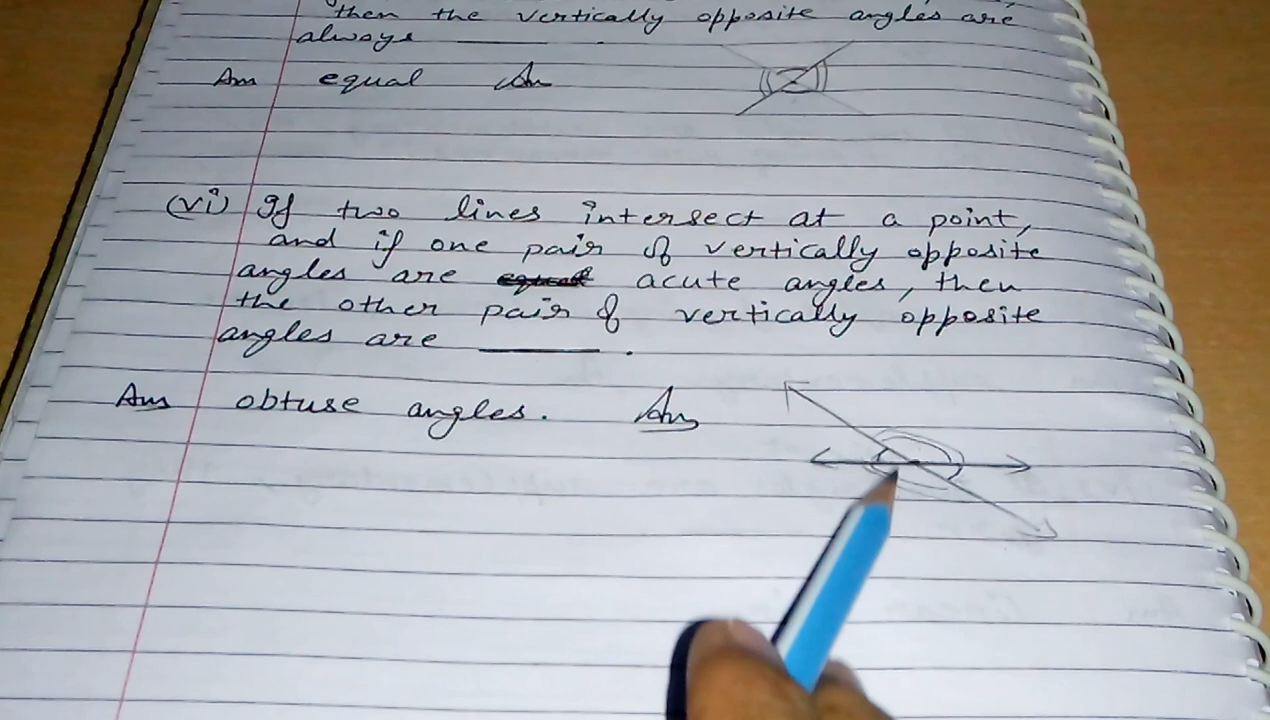 then the vertically opposite angles are
always ______.
Ans equal Ans
(vi) If two lines intersect at a point,
and if one pair of vertically opposite
angles are acute angles, then
the other pair of vertically opposite
angles are ______.
Ans obtuse angles. Ans